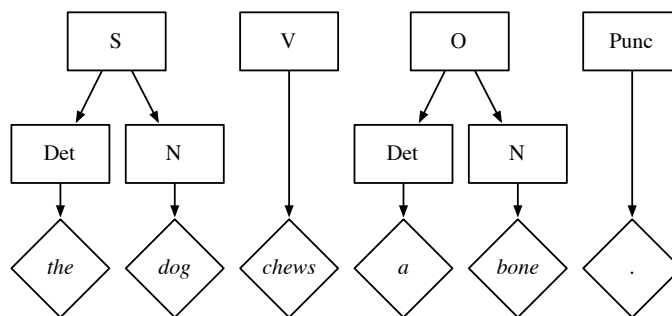 S V O Punc
Det N Det N
the dog chews a bone .